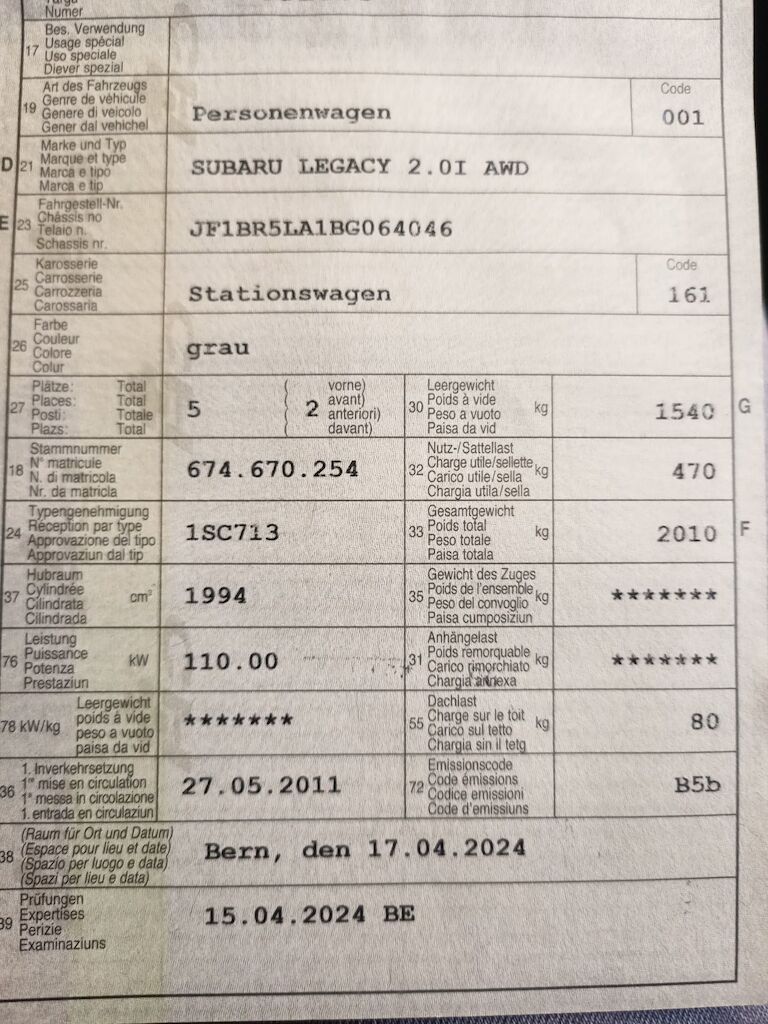 Numer
17 Bes. Verwendung
Usage spécial
Uso speciale
Diever spezial
19 Art des Fahrzeugs
Genre de véhicule
Genere di veicolo
Gener dal vehichel
Personenwagen
Code
001
D 21 Marke und Typ
Marque et type
Marca e tipo
Marca e tip
SUBARU LEGACY 2.0I AWD
E 23 Fahrgestell-Nr.
Châssis no
Telaio n.
Schassis nr.
JF1BR5LA1BG064046
25 Karosserie
Carrosserie
Carrozzeria
Carossaria
Stationswagen
Code
161
26 Farbe
Couleur
Colore
Colur
grau
27 Plätze: Total
Places: Total
Posti: Totale
Plazs: Total
5
( vorne)
( 2 avant)
( anteriori)
( davant)
30 Leergewicht
Poids à vide
Peso a vuoto
Paisa da vid
kg
1540 G
18 Stammnummer
N° matricule
N. di matricola
Nr. da matricla
674.670.254
32 Nutz-/Sattellast
Charge utile/sellette
Carico utile/sella
Chargia utila/sella
kg
470
24 Typengenehmigung
Réception par type
Approvazione del tipo
Approvaziun dal tip
1SC713
33 Gesamtgewicht
Poids total
Peso totale
Paisa totala
kg
2010 F
37 Hubraum
Cylindrée
Cilindrata
Cilindrada
cm³
1994
35 Gewicht des Zuges
Poids de l'ensemble
Peso del convoglio
Paisa cumposiziun
kg
*******
76 Leistung
Puissance
Potenza
Prestaziun
kW
110.00
31 Anhängelast
Poids remorquable
Carico rimorchiato
Chargia annexa
kg
*******
78 kW/kg
Leergewicht
poids à vide
peso a vuoto
paisa da vid
*******
55 Dachlast
Charge sur le toit
Carico sul tetto
Chargia sin il tetg
kg
80
36 1. Inverkehrsetzung
1re mise en circulation
1a messa in circolazione
1. entrada en circulaziun
27.05.2011
72 Emissionscode
Code émissions
Codice emissioni
Code d'emissiuns
B5b
38 (Raum für Ort und Datum)
(Espace pour lieu et date)
(Spazio per luogo e data)
(Spazi per lieu e data)
Bern, den 17.04.2024
39 Prüfungen
Expertises
Perizie
Examinaziuns
15.04.2024 BE